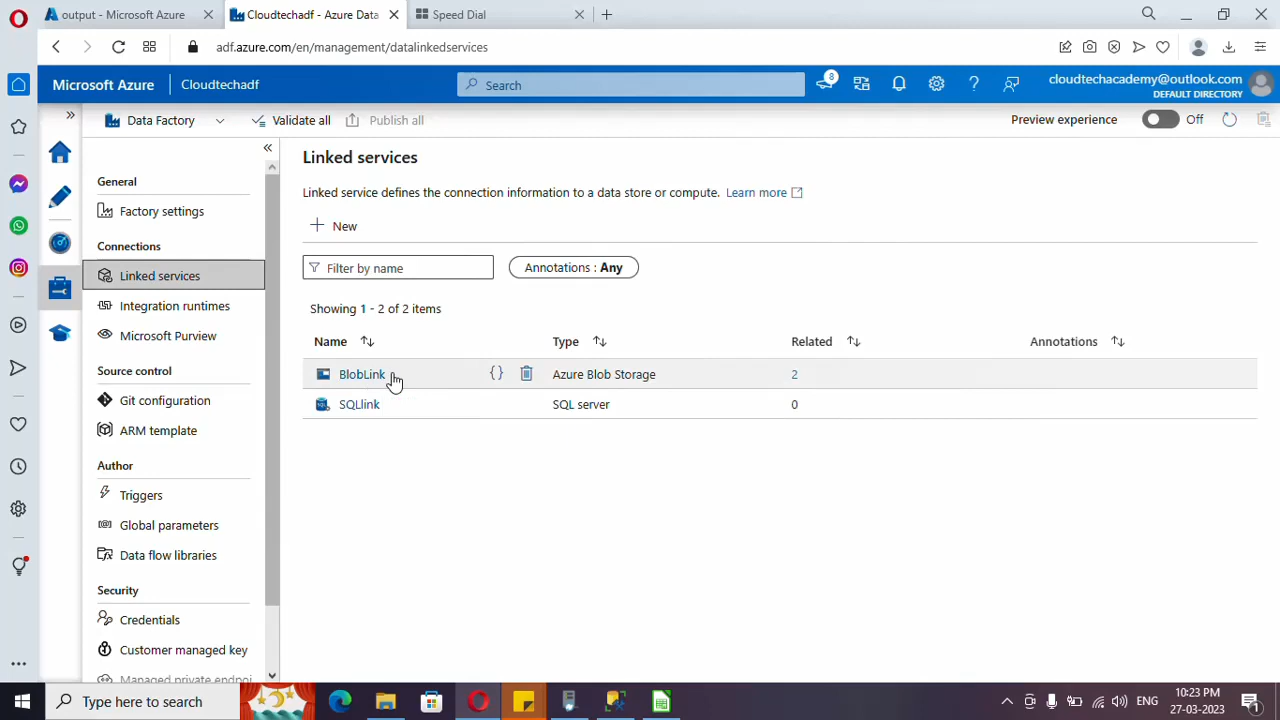 output - Microsoft Azure
Cloudtechadf - Azure Data
Speed Dial
adf.azure.com/en/management/datalinkedservices
Microsoft Azure
Cloudtechadf
Search
8
cloudtechacademy@outlook.com
DEFAULT DIRECTORY
Data Factory
Validate all
Publish all
Preview experience
Off
General
Factory settings
Connections
Linked services
Integration runtimes
Microsoft Purview
Source control
Git configuration
ARM template
Author
Triggers
Global parameters
Data flow libraries
Security
Credentials
Customer managed key
Managed private endpoi
Linked services
Linked service defines the connection information to a data store or compute. Learn more
New
Filter by name
Annotations : Any
Showing 1 - 2 of 2 items
Name Type Related Annotations
BlobLink {} Azure Blob Storage 2
SQLlink SQL server 0
Type here to search
ENG
10:23 PM
27-03-2023
1